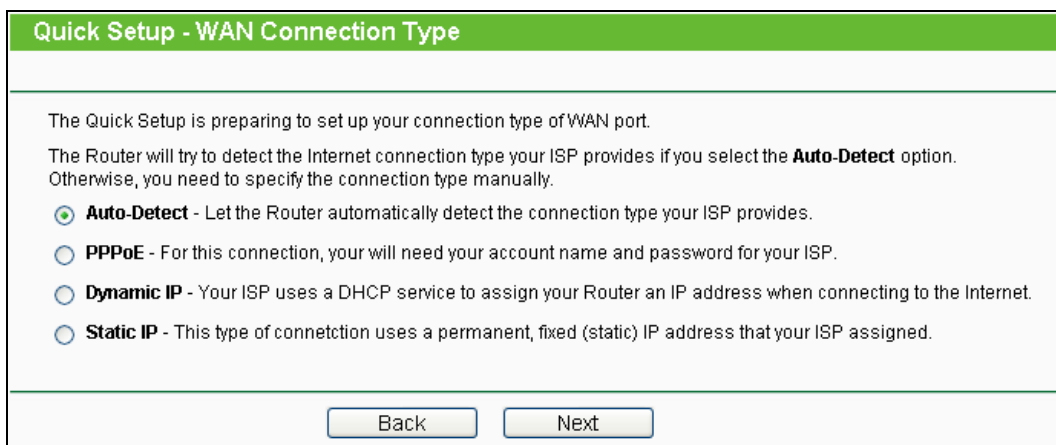 Quick Setup - WAN Connection Type
The Quick Setup is preparing to set up your connection type of WAN port.
The Router will try to detect the Internet connection type your ISP provides if you select the Auto-Detect option.
Otherwise, you need to specify the connection type manually.
Auto-Detect - Let the Router automatically detect the connection type your ISP provides.
PPPoE - For this connection, your will need your account name and password for your ISP.
Dynamic IP - Your ISP uses a DHCP service to assign your Router an IP address when connecting to the Internet.
Static IP - This type of connetction uses a permanent, fixed (static) IP address that your ISP assigned.
Back Next